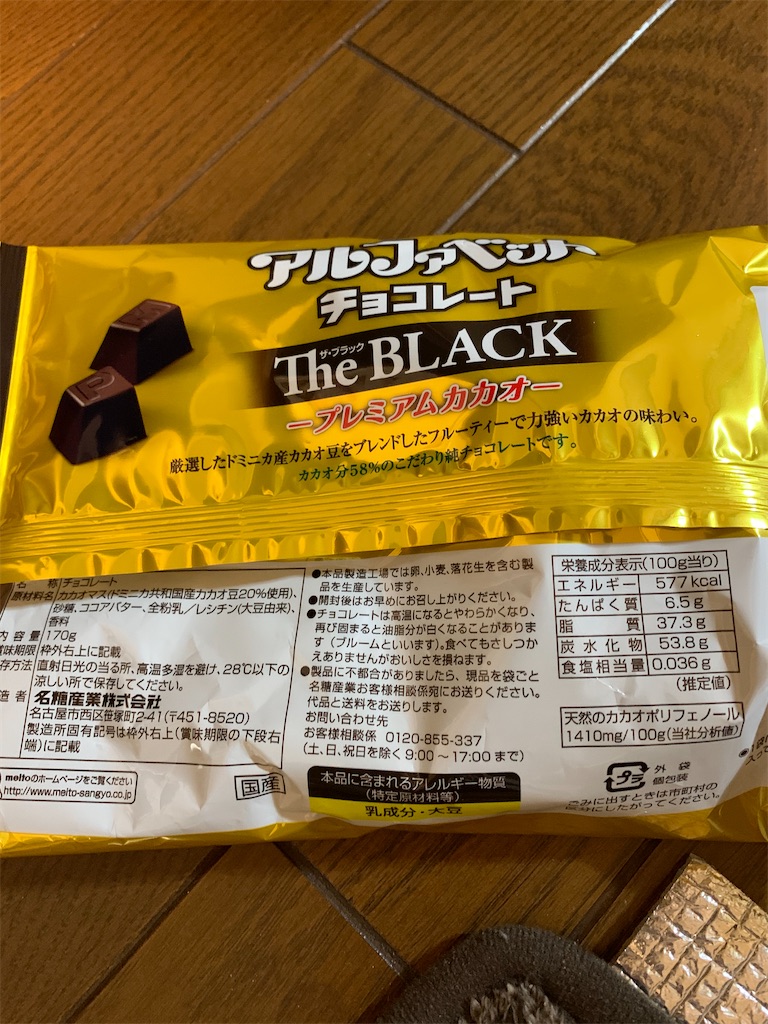 アルファベット
チョコレート
ザ・ブラック
The BLACK
ープレミアムカカオー
厳選したドミニカ産カカオ豆をブレンドしたフルーティーで力強いカカオの味わい。
カカオ分58%のこだわり純チョコレートです。
称 チョコレート
原材料名 カカオマス(ドミニカ共和国産カカオ豆20%使用)、
砂糖、ココアバター、全粉乳/レシチン(大豆由来)、
香料
内容量 170g
賞味期限 枠外右上に記載
存方法 直射日光の当る所、高温多湿を避け、28℃以下の
涼しい所で保存してください。
造者 名糖産業株式会社
名古屋市西区笹塚町2-41(〒451-8520)
製造所固有記号は枠外右上(賞味期限の下段右
端)に記載
meitoのホームページをご覧ください
http://www.meito-sangyo.co.jp
国産
●本品製造工場では卵、小麦、落花生を含む製
品を生産しています。
●開封後はお早めにお召し上がりください。
●チョコレートは高温になるとやわらかくなり、
再び固まると油脂分が白くなることがありま
す(ブルームといいます)。食べてもさしつか
えありませんがおいしさを損ねます。
●製品に不都合がありましたら、現品を袋ごと
名糖産業お客様相談係宛にお送りください。
代品と送料をお送りします。
お問い合わせ先
お客様相談係 0120-855-337
(土、日、祝日を除く9:00～17:00まで)
本品に含まれるアレルギー物質
(特定原材料等)
乳成分・大豆
栄養成分表示(100g当り)
エネルギー 577kcal
たんぱく質 6.5g
脂質 37.3g
炭水化物 53.8g
食塩相当量 0.036g
(推定値)
天然のカカオポリフェノール
1410mg/100g(当社分析値)
プラ
外袋
個包装
ごみに出すときは市町村の
区分にしたがってください。